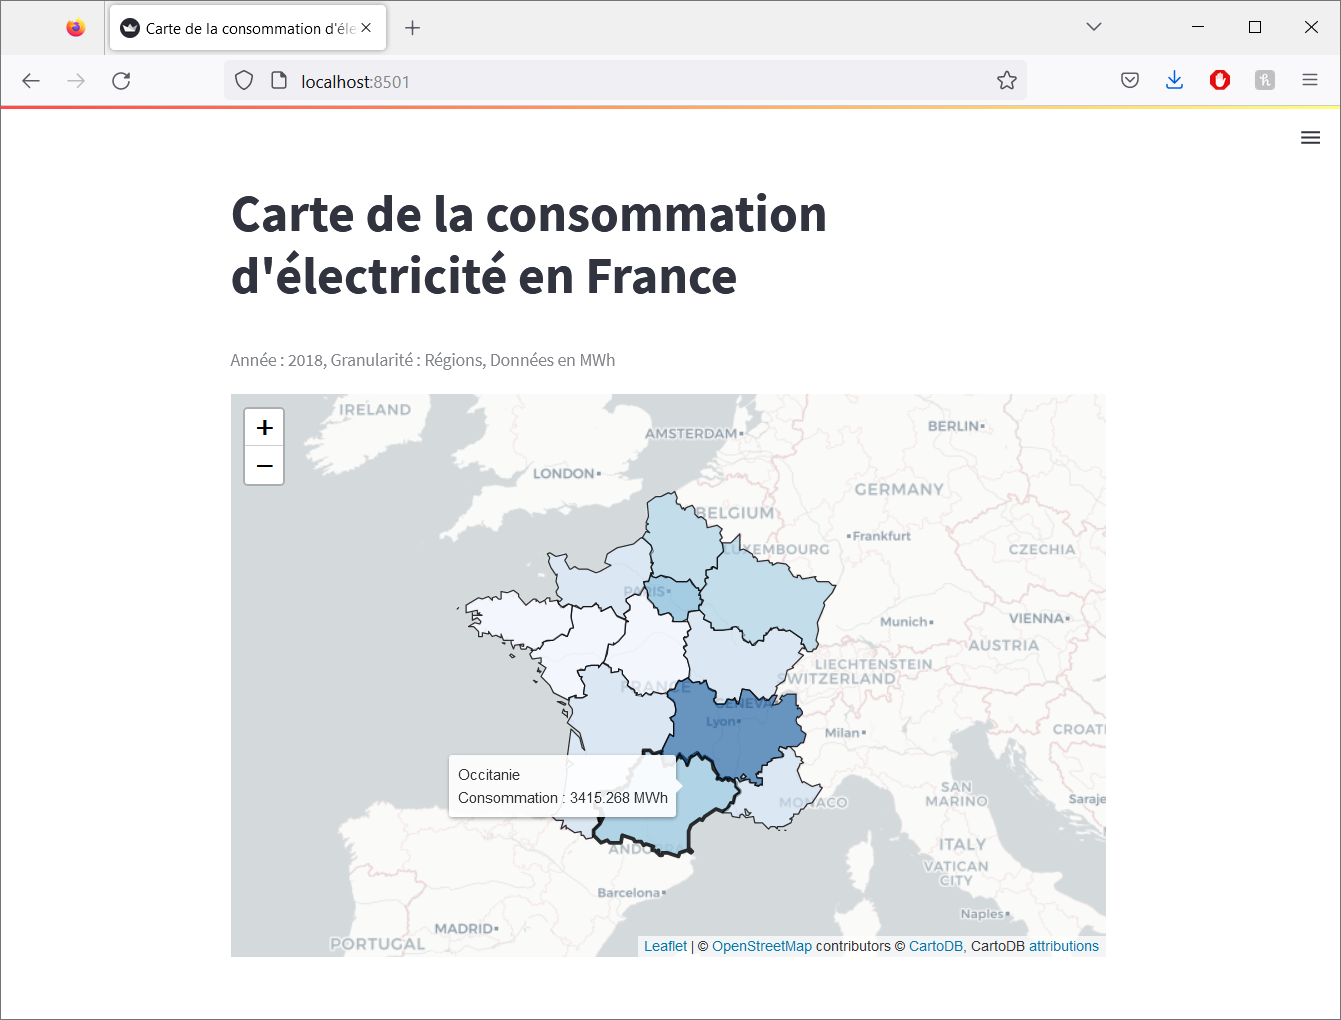 Carte de la consommation d'éle
localhost:8501
Carte de la consommation
d'électricité en France
Année : 2018, Granularité : Régions, Données en MWh
+
−
IRELAND
AMSTERDAM
BERLIN
LONDON
GERMANY
BELGIUM
Frankfurt
LUXEMBOURG
CZECHIA
PARIS
Munich
VIENNA
AUSTRIA
LIECHTENSTEIN
SWITZERLAND
FRANCE
GENEVA
Lyon
Milan
CROAT
Occitanie
Consommation : 3415.268 MWh
SAN
MARINO
MONACO
Saraje
ITALY
ANDORRA
VATICAN
CITY
Barcelona
Naples
MADRID
PORTUGAL
Leaflet | © OpenStreetMap contributors © CartoDB, CartoDB attributions